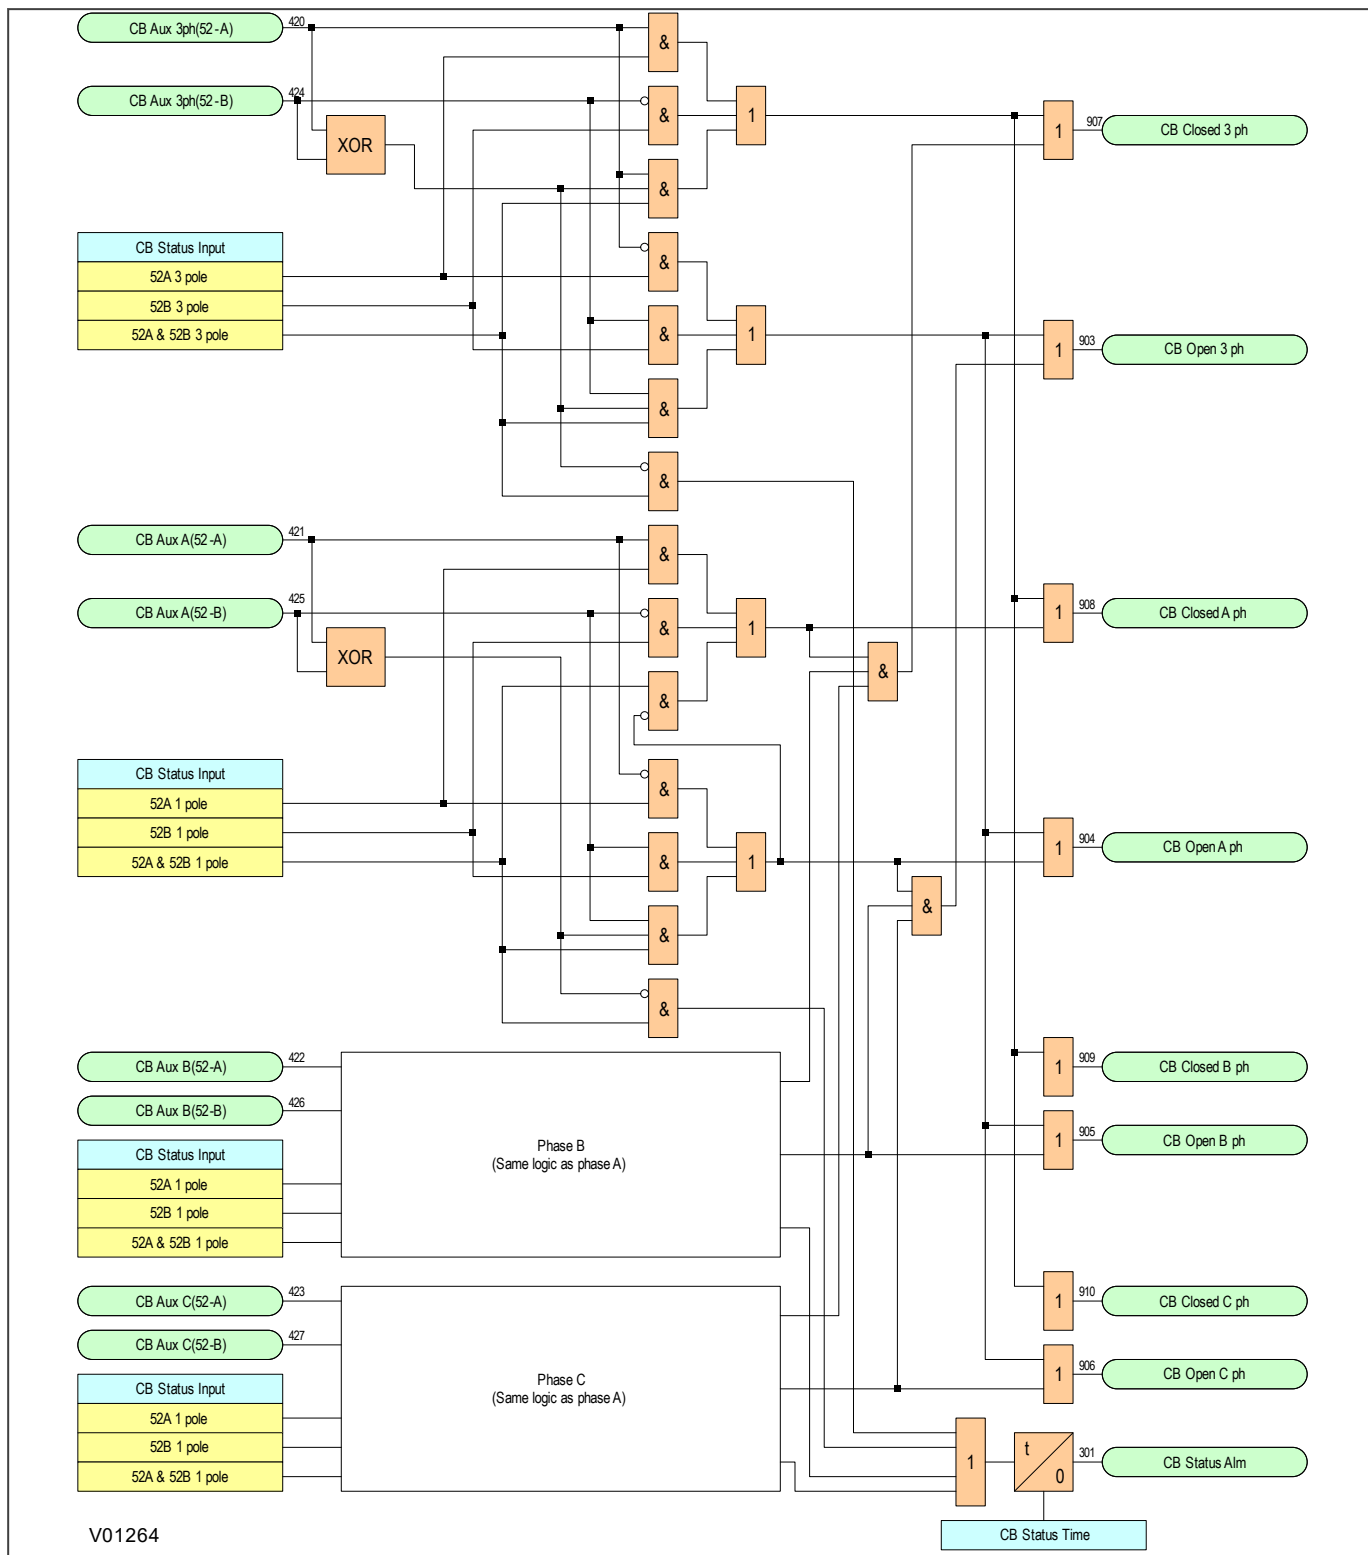 CB Aux 3ph(52-A)
420
&
CB Aux 3ph(52-B)
424
XOR
&
1
&
1
907
CB Closed 3 ph
CB Status Input
52A 3 pole
52B 3 pole
52A & 52B 3 pole
&
&
1
&
1
903
CB Open 3 ph
&
CB Aux A(52-A)
421
&
CB Aux A(52-B)
425
XOR
&
1
&
&
1
908
CB Closed A ph
CB Status Input
52A 1 pole
52B 1 pole
52A & 52B 1 pole
&
&
1
&
&
1
904
CB Open A ph
&
CB Aux B(52-A)
422
CB Aux B(52-B)
426
CB Status Input
52A 1 pole
52B 1 pole
52A & 52B 1 pole
Phase B
(Same logic as phase A)
1
909
CB Closed B ph
1
905
CB Open B ph
CB Aux C(52-A)
423
CB Aux C(52-B)
427
CB Status Input
52A 1 pole
52B 1 pole
52A & 52B 1 pole
Phase C
(Same logic as phase A)
1
910
CB Closed C ph
1
906
CB Open C ph
1
t
0
301
CB Status Alm
CB Status Time
V01264